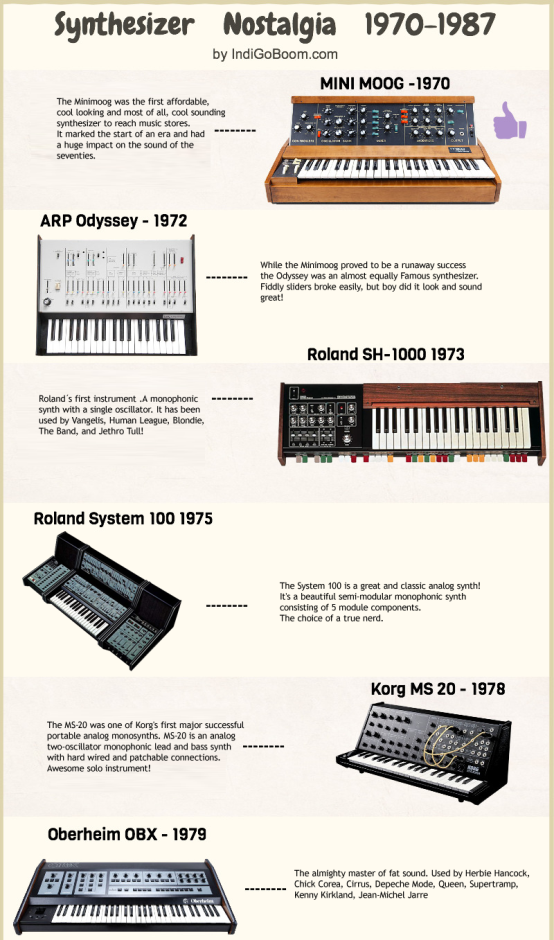 Synthesizer Nostalgia 1970-1987
by IndiGoBoom.com
MINI MOOG -1970
The Minimoog was the first affordable,
cool looking and most of all, cool sounding
synthesizer to reach music stores.
It marked the start of an era and had
a huge impact on the sound of the
seventies.
ARP Odyssey - 1972
While the Minimoog proved to be a runaway success
the Odyssey was an almost equally Famous synthesizer.
Fiddly sliders broke easily, but boy did it look and sound
great!
Roland SH-1000 1973
Roland´s first instrument .A monophonic
synth with a single oscillator. It has been
used by Vangelis, Human League, Blondie,
The Band, and Jethro Tull!
Roland System 100 1975
The System 100 is a great and classic analog synth!
It's a beautiful semi-modular monophonic synth
consisting of 5 module components.
The choice of a true nerd.
Korg MS 20 - 1978
The MS-20 was one of Korg's first major successful
portable analog monosynths. MS-20 is an analog
two-oscillator monophonic lead and bass synth
with hard wired and patchable connections.
Awesome solo instrument!
KORG
Oberheim OBX - 1979
The almighty master of fat sound. Used by Herbie Hancock,
Chick Corea, Cirrus, Depeche Mode, Queen, Supertramp,
Kenny Kirkland, Jean-Michel Jarre
Oberheim